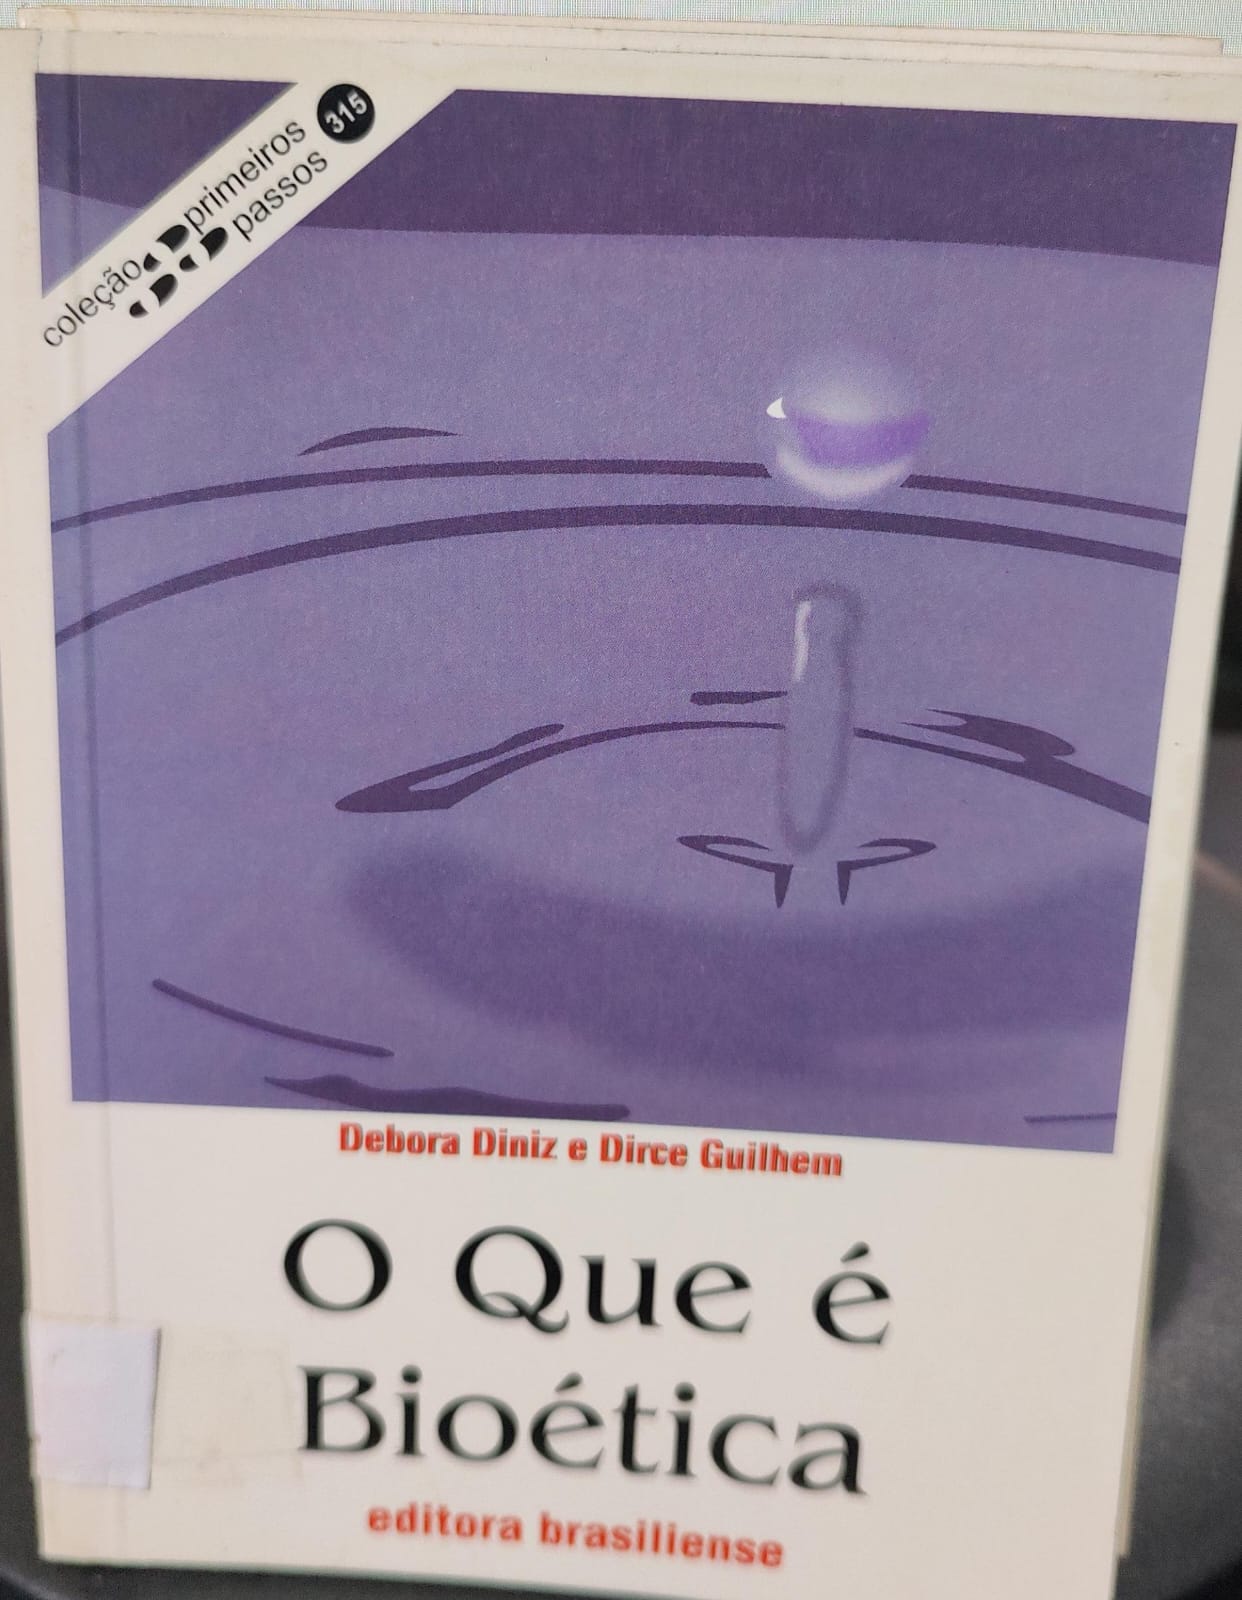 coleção primeiros passos
315
Debora Diniz e Dirce Guilhem
O Que é
Bioética
editora brasiliense